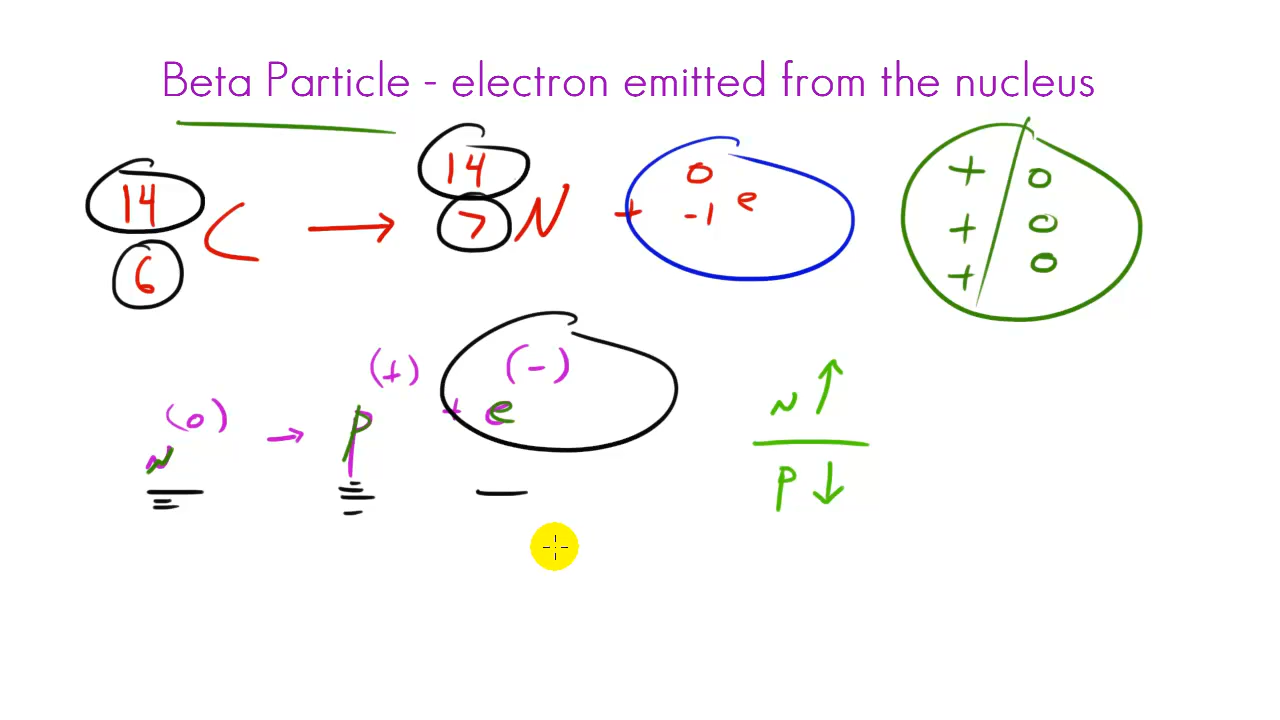 Beta Particle - electron emitted from the nucleus
14 14 0
6 C → 7 N + -1 e
+ 0
+ 0
+ 0
(0) (+) (-)
n → p + e
N ↑
P ↓